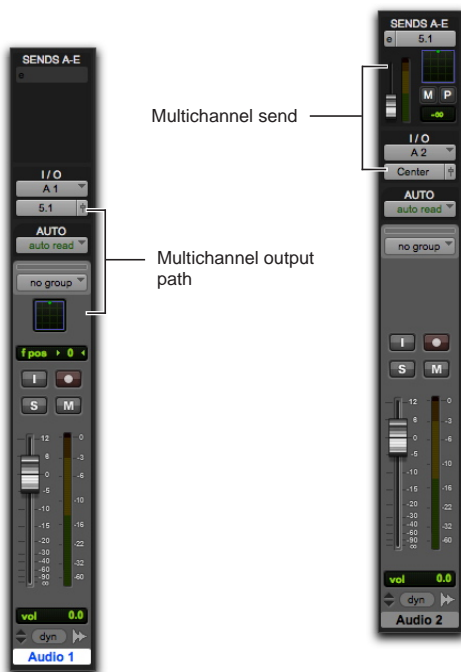 SENDS A-E
e
I / O
A 1
5.1
AUTO
auto read
no group
f pos 0
I
S M
12 0
6 -3
0 -6
-5
-10 -10
-15 -16
-20
-30 -22
-40
-60 -32
-90
∞ -60
vol 0.0
dyn
Audio 1
Multichannel send
Multichannel output
path
SENDS A-E
e 5.1
M P
-∞
I / O
A 2
Center
AUTO
auto read
no group
I
S M
12 0
6 -3
0 -6
-5
-10 -10
-15 -16
-20
-30 -22
-40
-60 -32
-90
∞ -60
vol 0.0
dyn
Audio 2